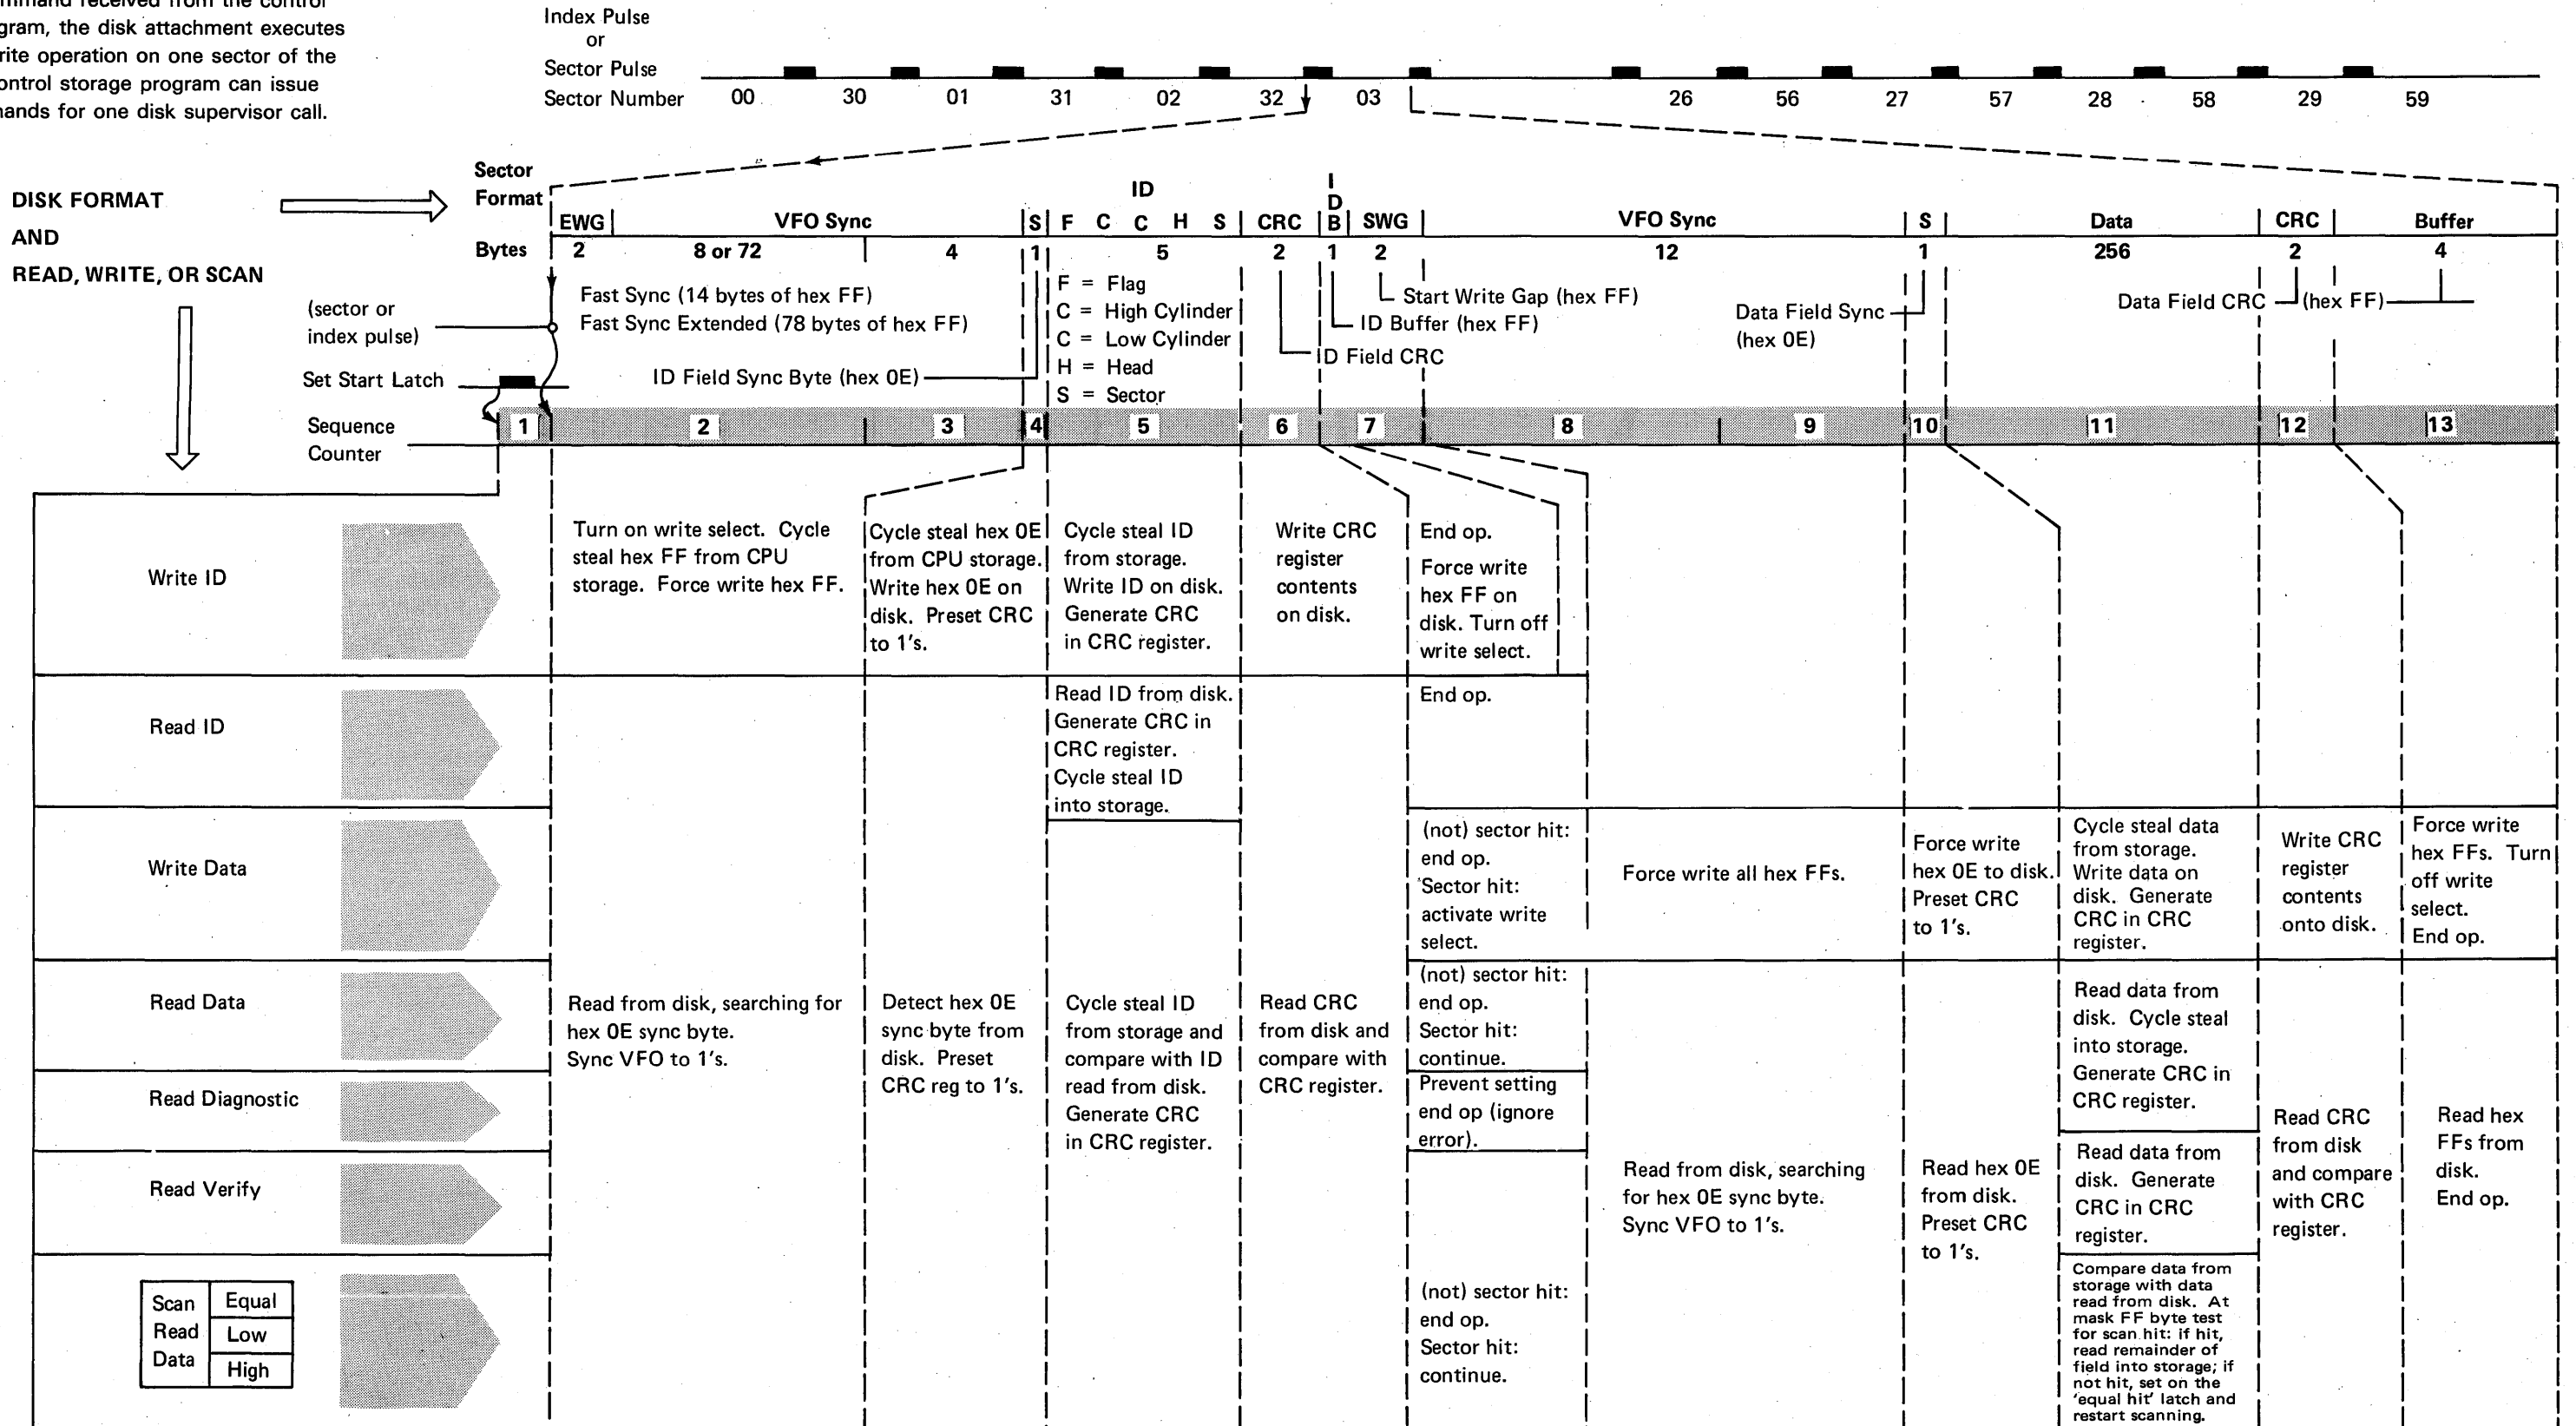 mmand received from the control
gram, the disk attachment executes
rite operation on one sector of the
ontrol storage program can issue
ands for one disk supervisor call.
Index Pulse
or
Sector Pulse
Sector Number 00 30 01 31 02 32 03 26 56 27 57 28 58 29 59
DISK FORMAT
AND
READ, WRITE, OR SCAN
Sector
Format
ID
EWG VFO Sync S F C C H S CRC I D B SWG VFO Sync S Data CRC Buffer
Bytes 2 8 or 72 4 1 5 2 1 2 12 1 256 2 4
(sector or
index pulse)
Fast Sync (14 bytes of hex FF)
Fast Sync Extended (78 bytes of hex FF)
ID Field Sync Byte (hex 0E)
F = Flag
C = High Cylinder
C = Low Cylinder
H = Head
S = Sector
Start Write Gap (hex FF)
ID Buffer (hex FF)
ID Field CRC
Data Field Sync
(hex 0E)
Data Field CRC (hex FF)
Set Start Latch
Sequence
Counter
1 2 3 4 5 6 7 8 9 10 11 12 13
Write ID
Turn on write select. Cycle
steal hex FF from CPU
storage. Force write hex FF.
Cycle steal hex 0E
from CPU storage.
Write hex 0E on
disk. Preset CRC
to 1's.
Cycle steal ID
from storage.
Write ID on disk.
Generate CRC
in CRC register.
Write CRC
register
contents
on disk.
End op.
Force write
hex FF on
disk. Turn off
write select.
Read ID
Read ID from disk.
Generate CRC in
CRC register.
Cycle steal ID
into storage.
End op.
Write Data
(not) sector hit:
end op.
Sector hit:
activate write
select.
Force write all hex FFs.
Force write
hex 0E to disk.
Preset CRC
to 1's.
Cycle steal data
from storage.
Write data on
disk. Generate
CRC in CRC
register.
Write CRC
register
contents
onto disk.
Force write
hex FFs. Turn
off write
select.
End op.
Read Data
Read from disk, searching for
hex 0E sync byte.
Sync VFO to 1's.
Detect hex 0E
sync byte from
disk. Preset
CRC reg to 1's.
Cycle steal ID
from storage and
compare with ID
read from disk.
Generate CRC
in CRC register.
Read CRC
from disk and
compare with
CRC register.
(not) sector hit:
end op.
Sector hit:
continue.
Read data from
disk. Cycle steal
into storage.
Generate CRC in
CRC register.
Read Diagnostic
Prevent setting
end op (ignore
error).
Read Verify
Read from disk, searching
for hex 0E sync byte.
Sync VFO to 1's.
Read hex 0E
from disk.
Preset CRC
to 1's.
Read data from
disk. Generate
CRC in CRC
register.
Read CRC
from disk
and compare
with CRC
register.
Read hex
FFs from
disk.
End op.
Scan
Read
Data
Equal
Low
High
(not) sector hit:
end op.
Sector hit:
continue.
Compare data from
storage with data
read from disk. At
mask FF byte test
for scan hit: if hit,
read remainder of
field into storage; if
not hit, set on the
'equal hit' latch and
restart scanning.